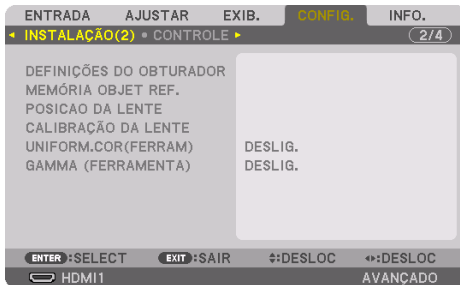 ENTRADA AJUSTAR EXIB. CONFIG. INFO.
INSTALAÇÃO(2) CONTROLE 2/4
DEFINIÇÕES DO OBTURADOR
MEMÓRIA OBJET REF.
POSICAO DA LENTE
CALIBRAÇÃO DA LENTE
UNIFORM.COR(FERRAM) DESLIG.
GAMMA (FERRAMENTA) DESLIG.
ENTER:SELECT EXIT:SAIR :DESLOC :DESLOC
HDMI1 AVANÇADO